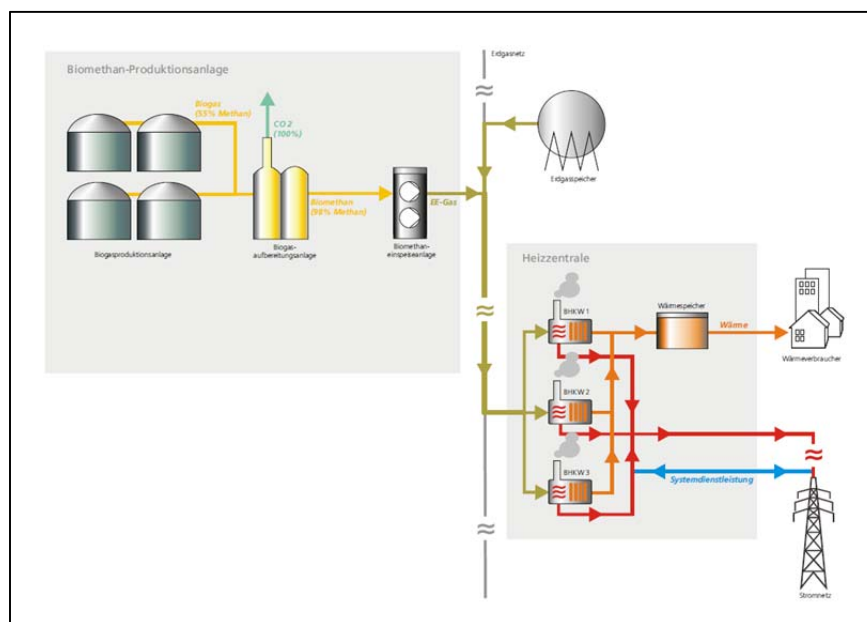 Erdgasnetz
Biomethan-Produktionsanlage
Biogas
(55% Methan)
CO 2
(100%)
Erdgasspeicher
Biomethan
(98% Methan)
EE-Gas
Biogasproduktionsanlage
Biogas-
aufbereitungsanlage
Biomethan-
einspeiseanlage
Heizzentrale
BHKW 1
Wärmespeicher
Wärme
Wärmeverbraucher
BHKW 2
BHKW 3
Systemdienstleistung
Stromnetz